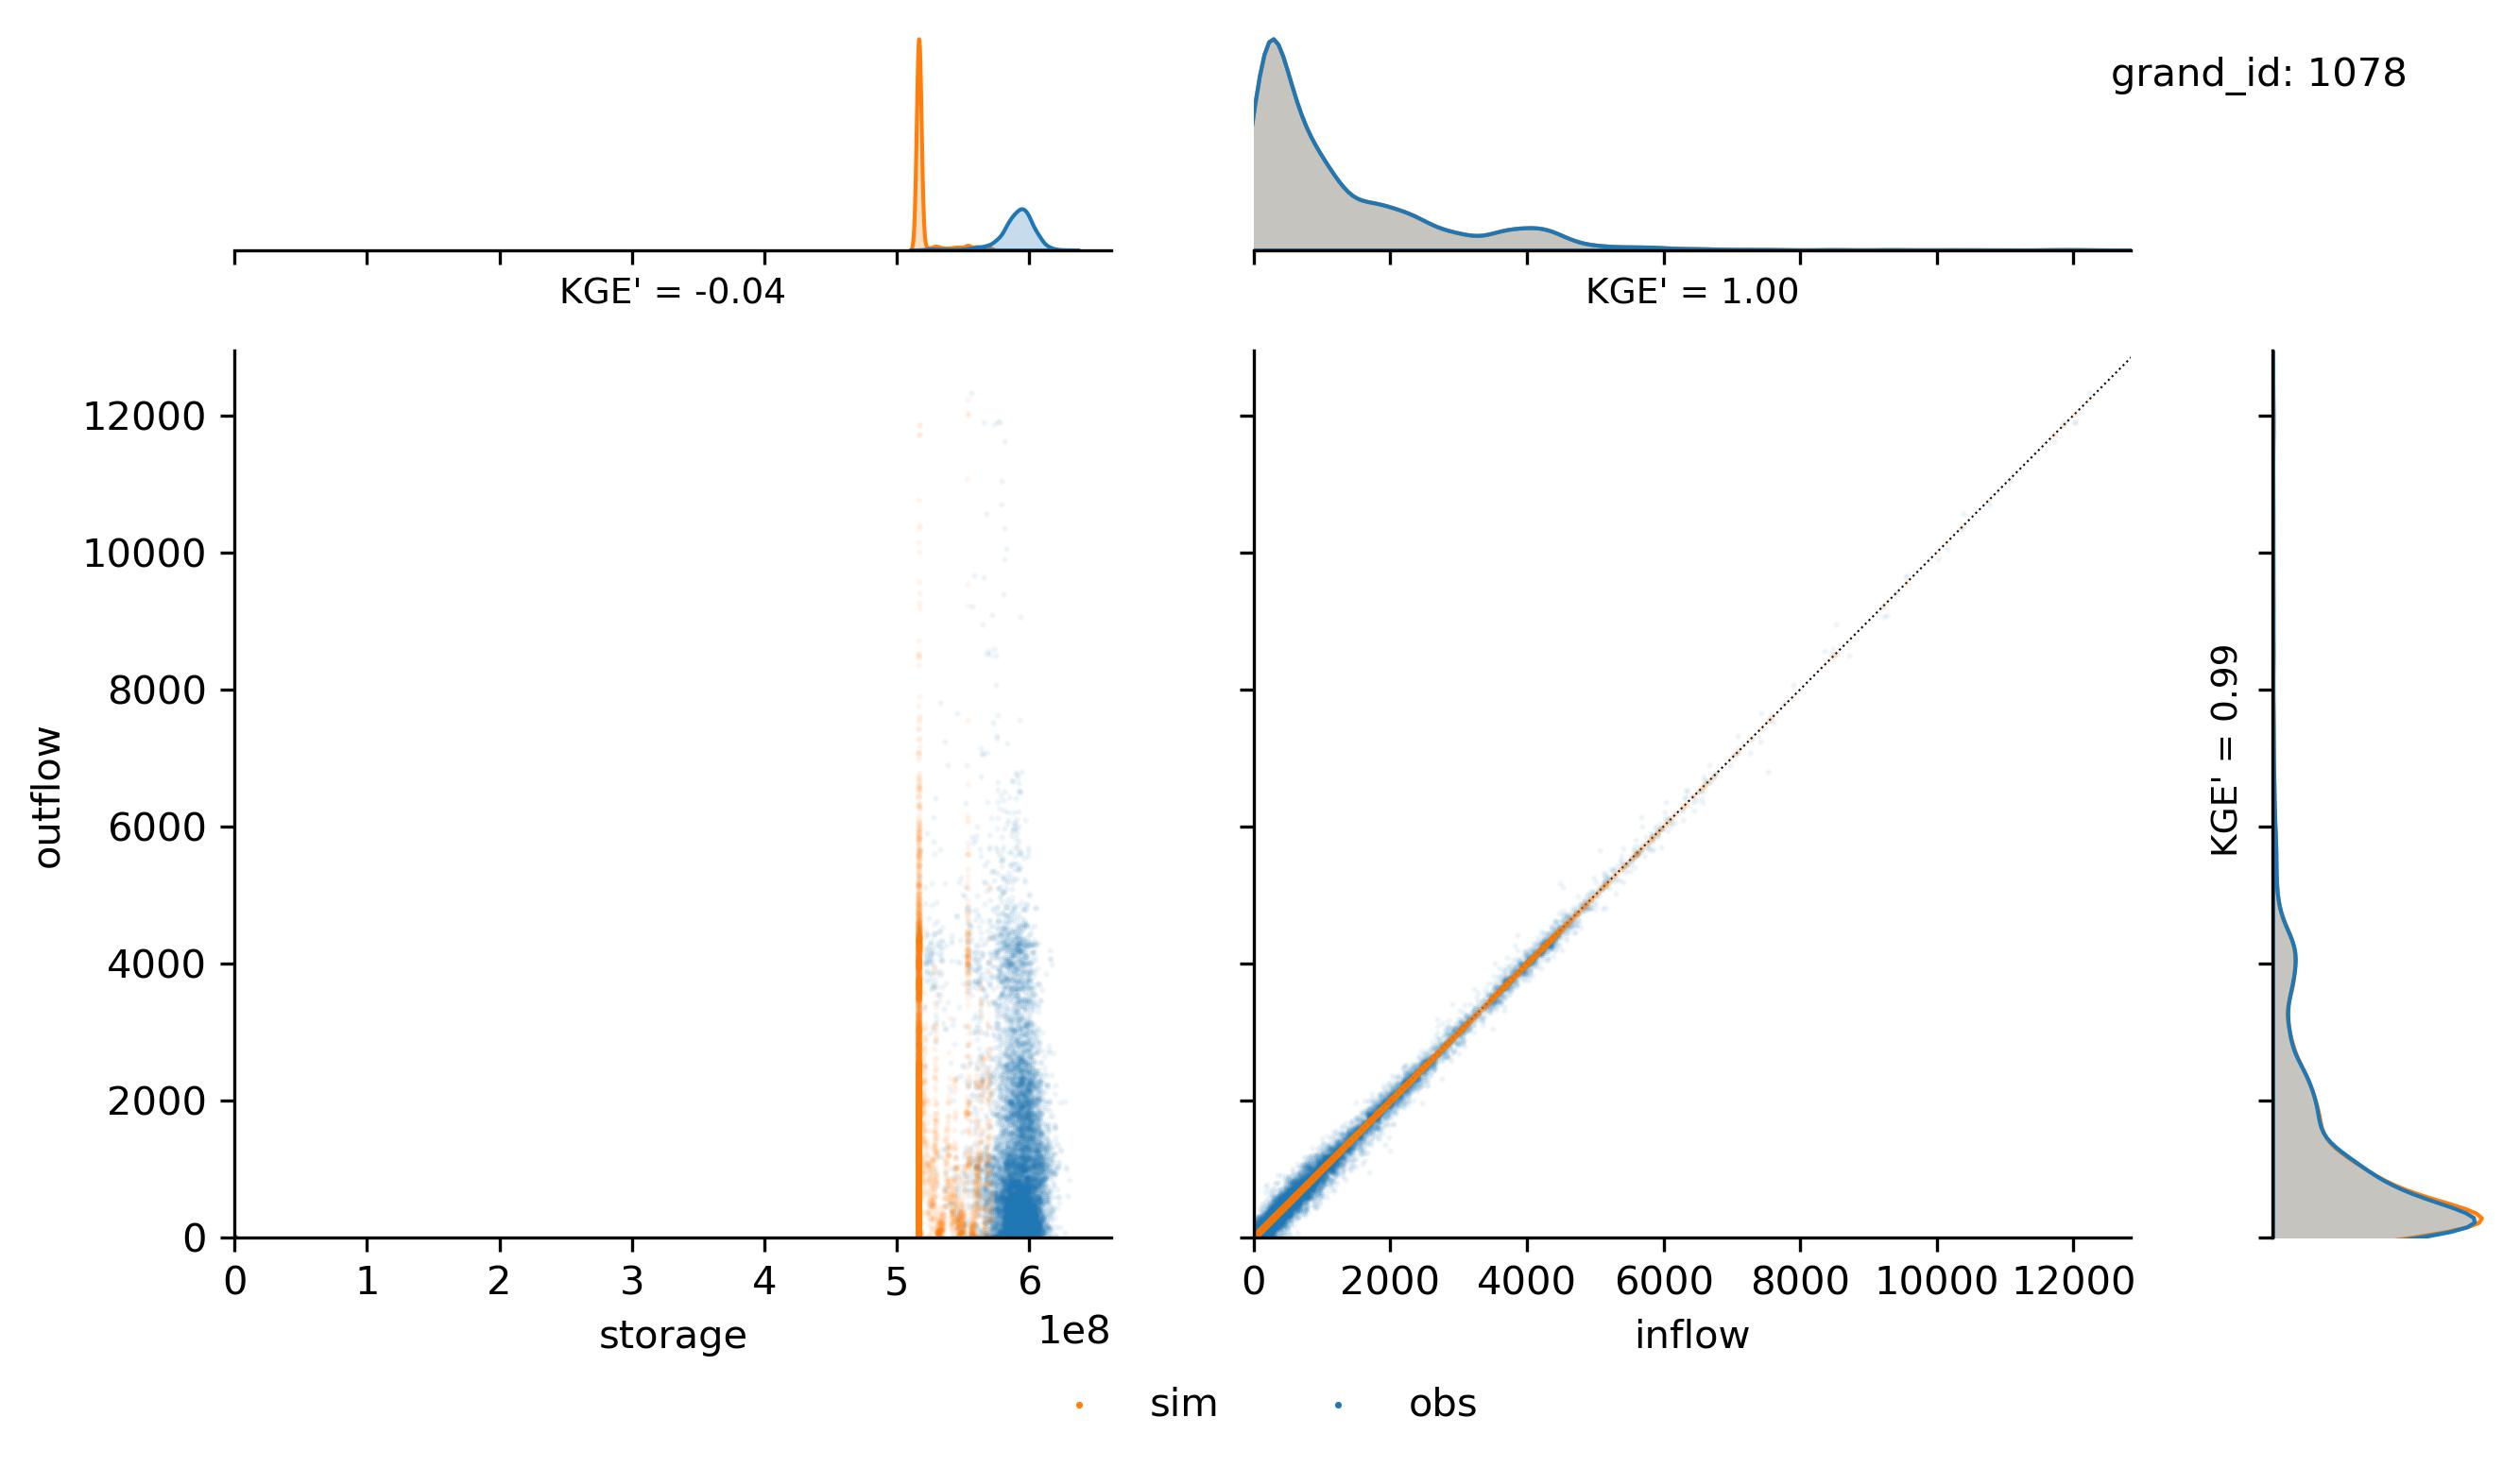 grand_id: 1078
KGE' = -0.04
KGE' = 1.00
outflow
12000
10000
8000
6000
4000
2000
0
KGE' = 0.99
0 1 2 3 4 5 6
0 2000 4000 6000 8000 10000 12000
storage
1e8
inflow
sim
obs